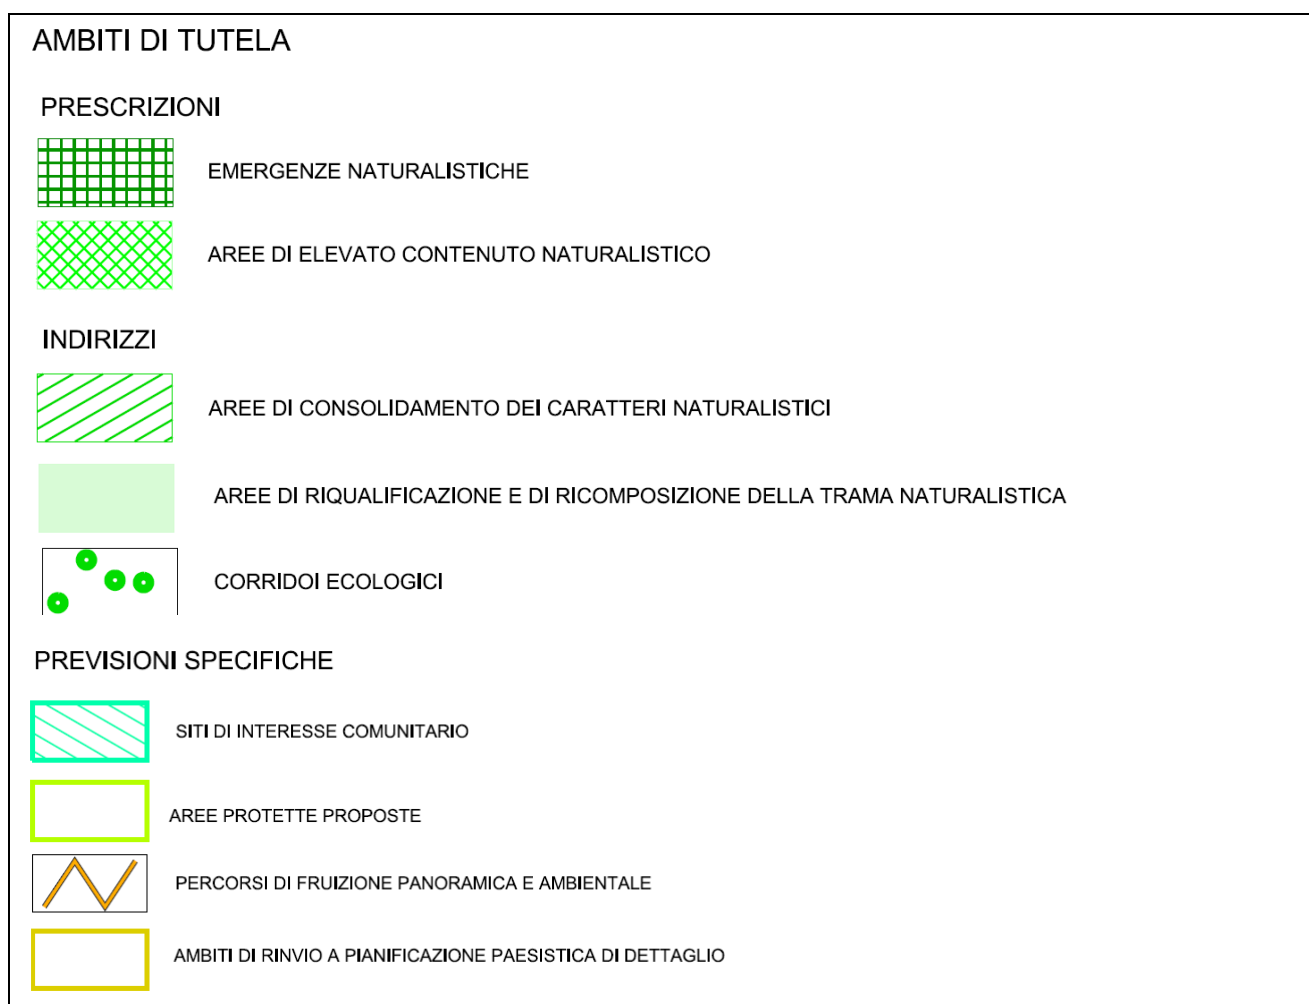 AMBITI DI TUTELA
PRESCRIZIONI
EMERGENZE NATURALISTICHE
AREE DI ELEVATO CONTENUTO NATURALISTICO
INDIRIZZI
AREE DI CONSOLIDAMENTO DEI CARATTERI NATURALISTICI
AREE DI RIQUALIFICAZIONE E DI RICOMPOSIZIONE DELLA TRAMA NATURALISTICA
CORRIDOI ECOLOGICI
PREVISIONI SPECIFICHE
SITI DI INTERESSE COMUNITARIO
AREE PROTETTE PROPOSTE
PERCORSI DI FRUIZIONE PANORAMICA E AMBIENTALE
AMBITI DI RINVIO A PIANIFICAZIONE PAESISTICA DI DETTAGLIO